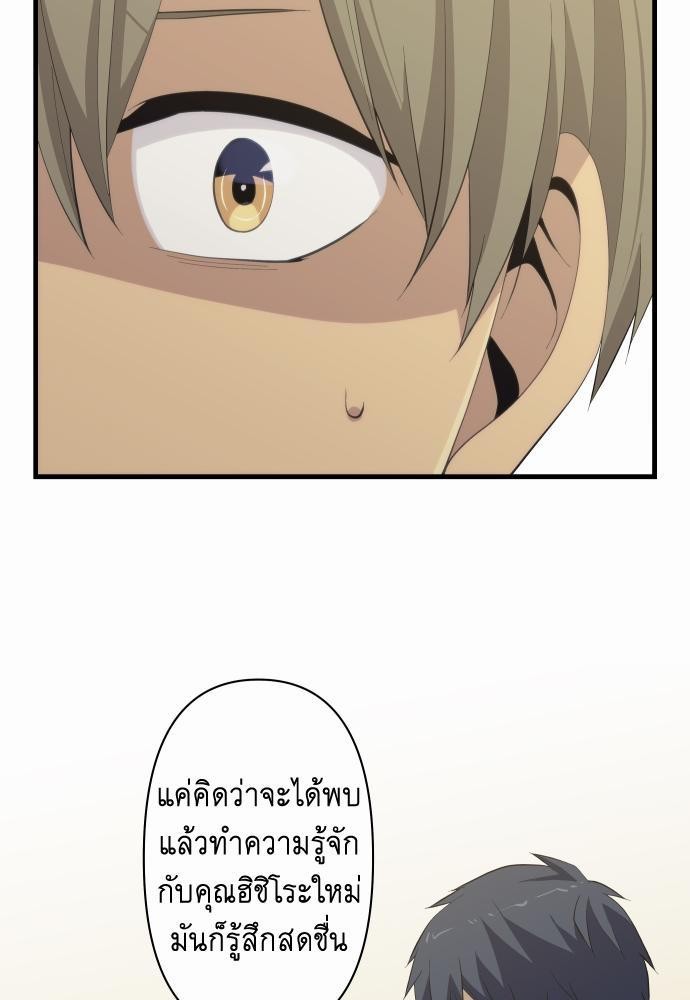 แค่คิดว่าจะได้พบ
แล้วทำความรู้จัก
กับคุณฮิชิโระใหม่
มันก็รู้สึกสดชื่น